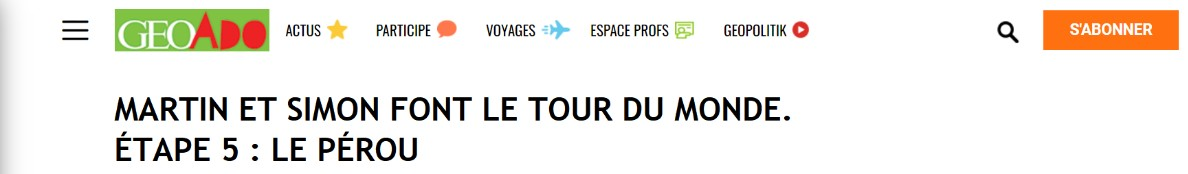 GEOADO ACTUS PARTICIPE VOYAGES ESPACE PROFS GEOPOLITIK S'ABONNER
MARTIN ET SIMON FONT LE TOUR DU MONDE.
ÉTAPE 5 : LE PÉROU